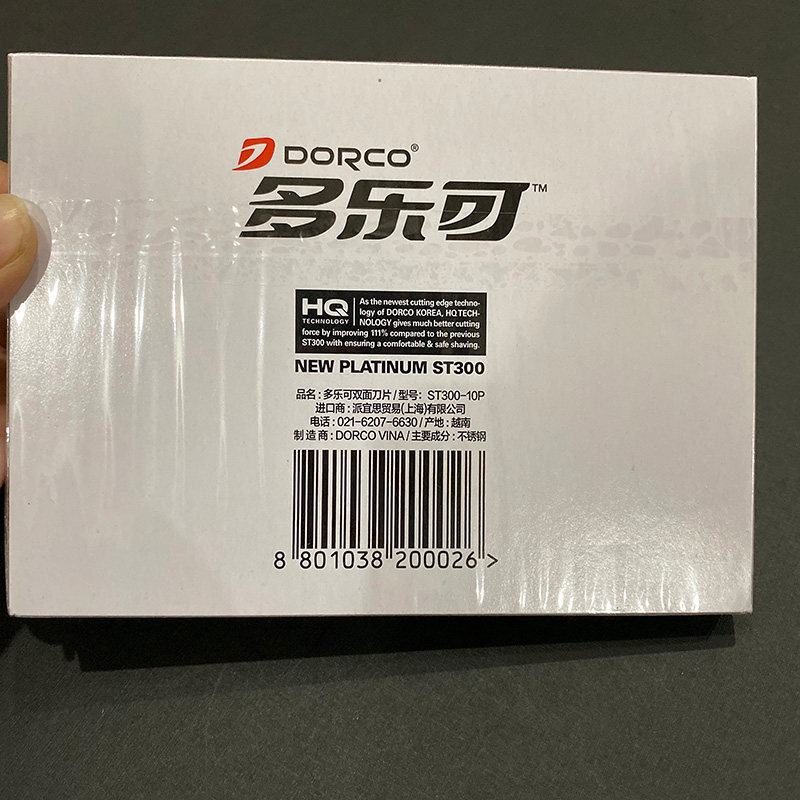 DORCO®
多乐可™
HQ TECHNOLOGY
As the newest cutting edge techno-
logy of DORCO KOREA, HQ TECH-
NOLOGY gives much better cutting
force by improving 111% compared to the previous
ST300 with ensuring a comfortable & safe shaving.
NEW PLATINUM ST300
品名：多乐可双面刀片/型号：ST300-10P
进口商：派宜思贸易(上海)有限公司
电话：021-6207-6630/产地：越南
制造商：DORCO VINA/主要成分：不锈钢
8 801038 200026 >